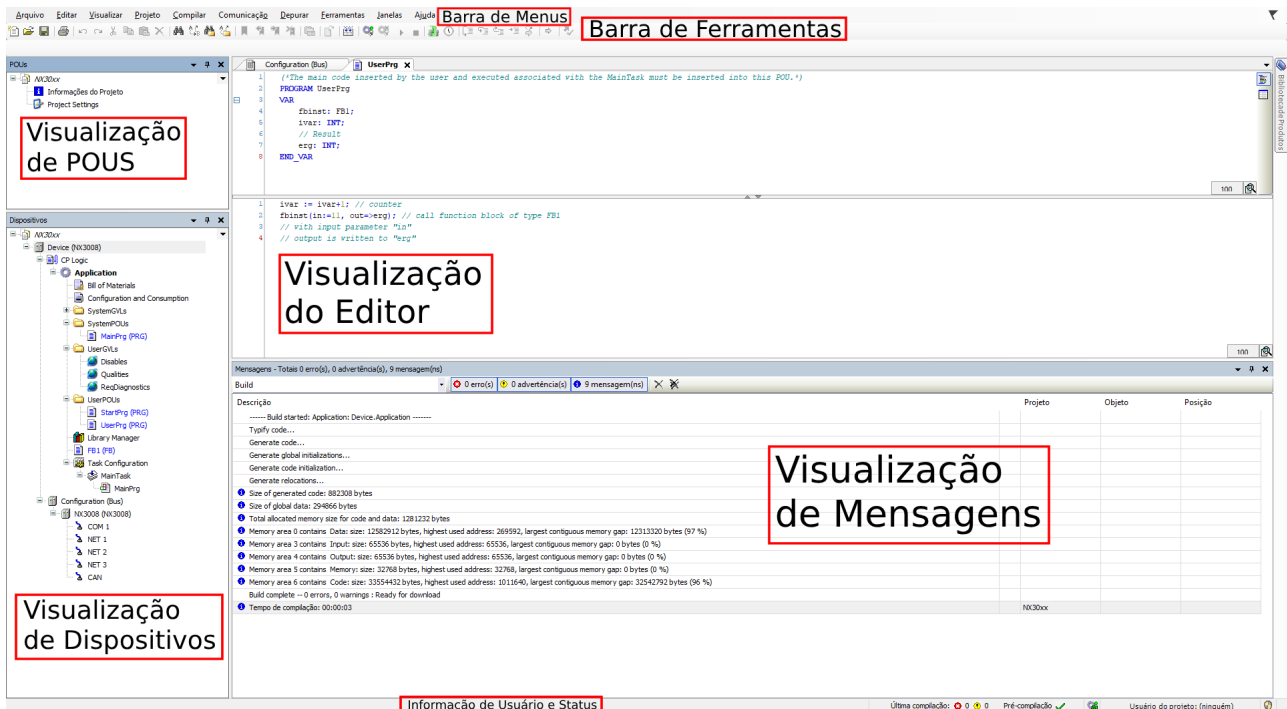 Arquivo Editar Visualizar Projeto Compilar Comunicação Depurar Ferramentas Janelas Ajuda
Barra de Menus
Barra de Ferramentas
POUs
NX30xx
Informações do Projeto
Project Settings
Visualização
de POUS
Configuration (Bus) UserPrg
1 (*The main code inserted by the user and executed associated with the MainTask must be inserted into this POU.*)
2 PROGRAM UserPrg
3 VAR
4 fbinst: FB1;
5 ivar: INT;
6 // Result
7 erg: INT;
8 END_VAR
100
Biblioteca de Produtos
1 ivar := ivar+1; // counter
2 fbinst(in:=11, out=>erg); // call function block of type FB1
3 // with input parameter "in"
4 // output is written to "erg"
Visualização
do Editor
100
Dispositivos
NX30xx
Device (NX3008)
CP Logic
Application
Bill of Materials
Configuration and Consumption
SystemGVLs
SystemPOUs
MainPrg (PRG)
UserGVLs
Disables
Qualities
ReqDiagnostics
UserPOUs
StartPrg (PRG)
UserPrg (PRG)
Library Manager
FB1 (FB)
Task Configuration
MainTask
MainPrg
Configuration (Bus)
NX3008 (NX3008)
COM 1
NET 1
NET 2
NET 3
CAN
Visualização
de Dispositivos
Mensagens - Totais 0 erro(s), 0 advertência(s), 9 mensagem(ns)
Build 0 erro(s) 0 advertência(s) 9 mensagem(ns)
Descrição Projeto Objeto Posição
------ Build started: Application: Device.Application -------
Typify code...
Generate code...
Generate global initializations...
Generate code initialization...
Generate relocations...
Size of generated code: 882308 bytes
Size of global data: 294866 bytes
Total allocated memory size for code and data: 1281232 bytes
Memory area 0 contains Data: size: 12582912 bytes, highest used address: 269592, largest contiguous memory gap: 12313320 bytes (97 %)
Memory area 3 contains Input: size: 65536 bytes, highest used address: 65536, largest contiguous memory gap: 0 bytes (0 %)
Memory area 4 contains Output: size: 65536 bytes, highest used address: 65536, largest contiguous memory gap: 0 bytes (0 %)
Memory area 5 contains Memory: size: 32768 bytes, highest used address: 32768, largest contiguous memory gap: 0 bytes (0 %)
Memory area 6 contains Code: size: 33554432 bytes, highest used address: 1011640, largest contiguous memory gap: 32542792 bytes (96 %)
Build complete -- 0 errors, 0 warnings : Ready for download
Tempo de compilação: 00:00:03 NX30xx
Visualização
de Mensagens
Informação de Usuário e Status
Última compilação: 0 0 Pré-compilação Usuário do projeto: (ninguém)